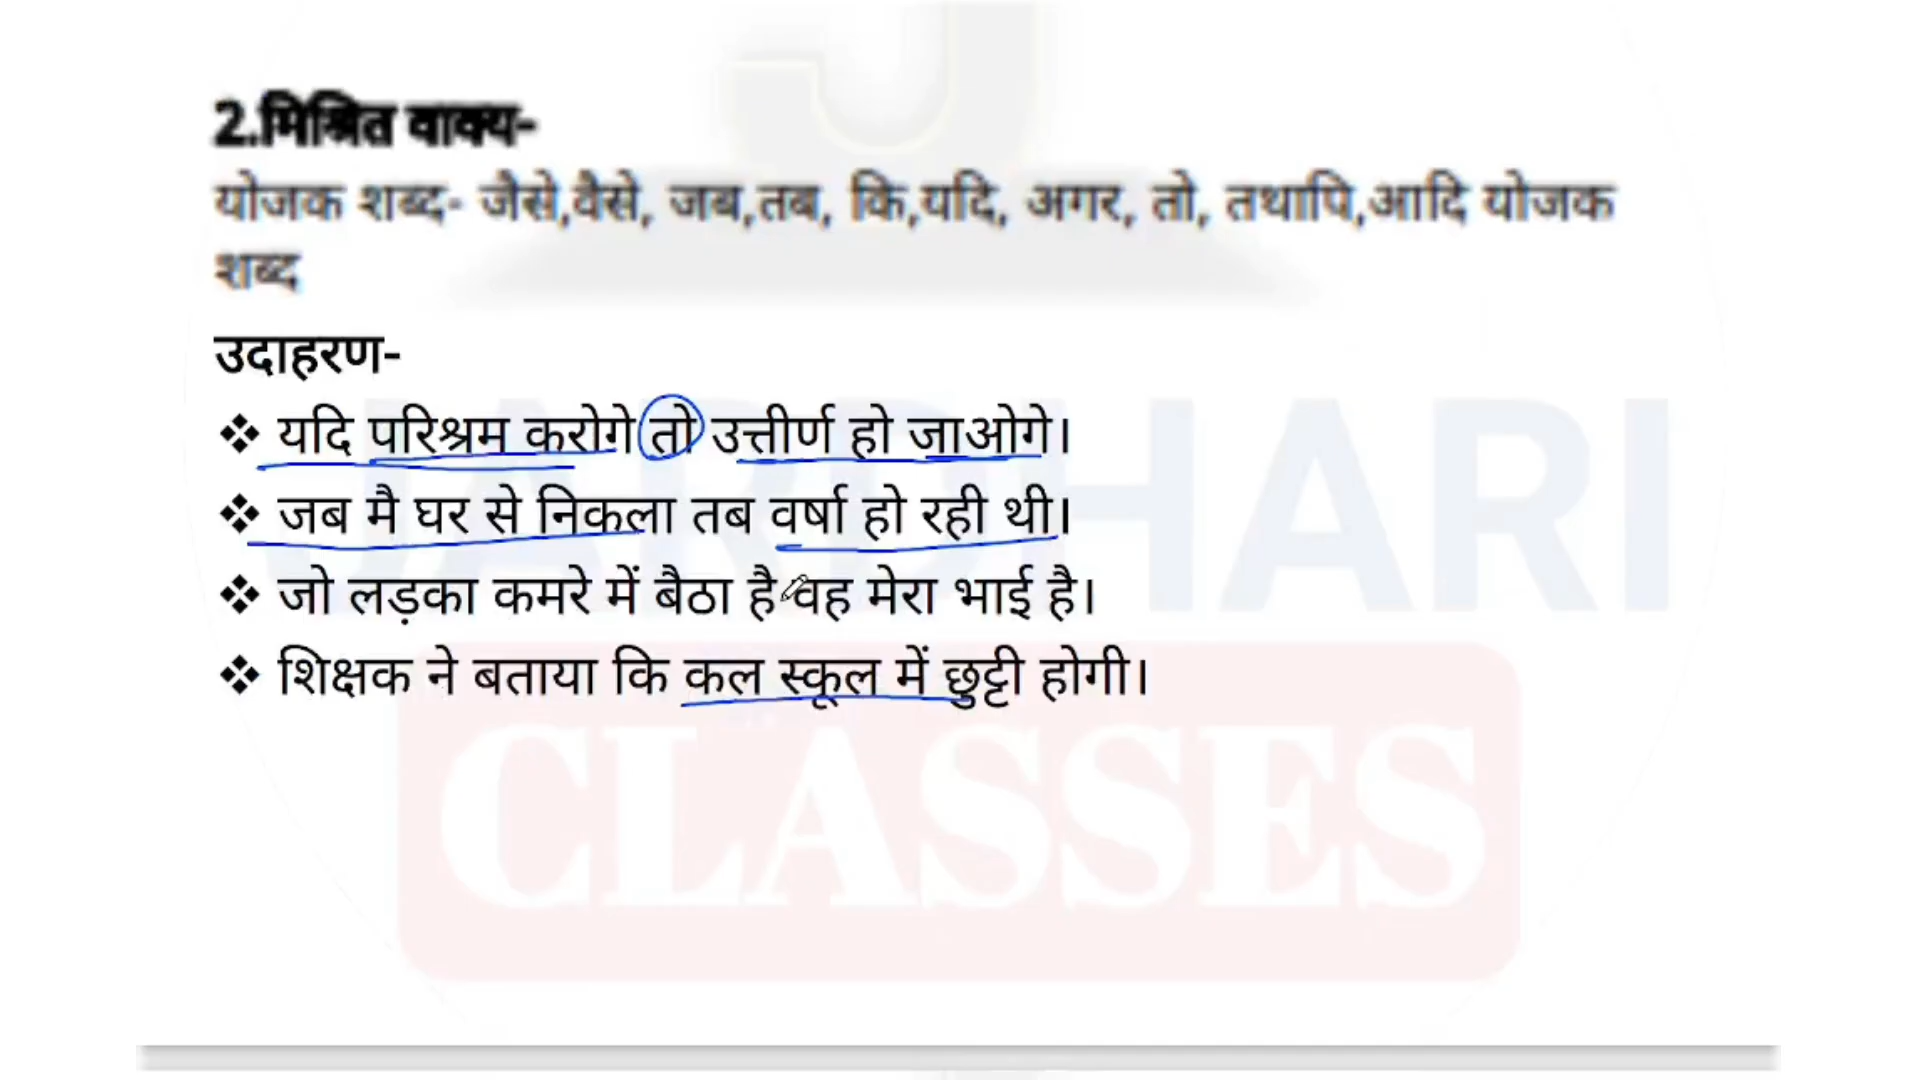 2.मिश्रित वाक्य-
योजक शब्द- जैसे,वैसे, जब,तब, कि,यदि, अगर, तो, तथापि,आदि योजक
शब्द
उदाहरण-
❖ यदि परिश्रम करोगे तो उत्तीर्ण हो जाओगे।
❖ जब मै घर से निकला तब वर्षा हो रही थी।
❖ जो लड़का कमरे में बैठा है वह मेरा भाई है।
❖ शिक्षक ने बताया कि कल स्कूल में छुट्टी होगी।
JARDHARI
CLASSES